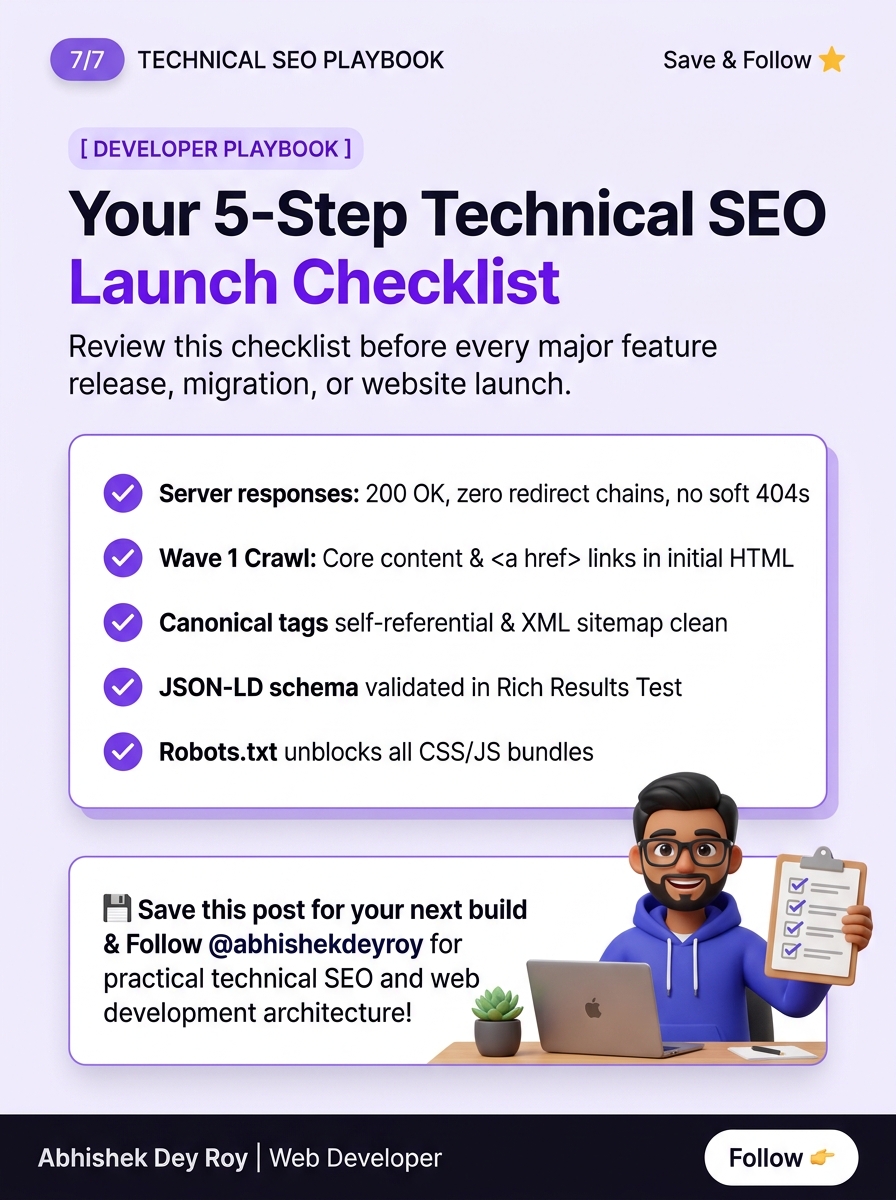 7/7 TECHNICAL SEO PLAYBOOK
Save & Follow ⭐
[ DEVELOPER PLAYBOOK ]
Your 5-Step Technical SEO
Launch Checklist
Review this checklist before every major feature
release, migration, or website launch.
Server responses: 200 OK, zero redirect chains, no soft 404s
Wave 1 Crawl: Core content & <a href> links in initial HTML
Canonical tags self-referential & XML sitemap clean
JSON-LD schema validated in Rich Results Test
Robots.txt unblocks all CSS/JS bundles
💾 Save this post for your next build
& Follow @abhishekdeyroy for
practical technical SEO and web
development architecture!
Abhishek Dey Roy | Web Developer
Follow 👉